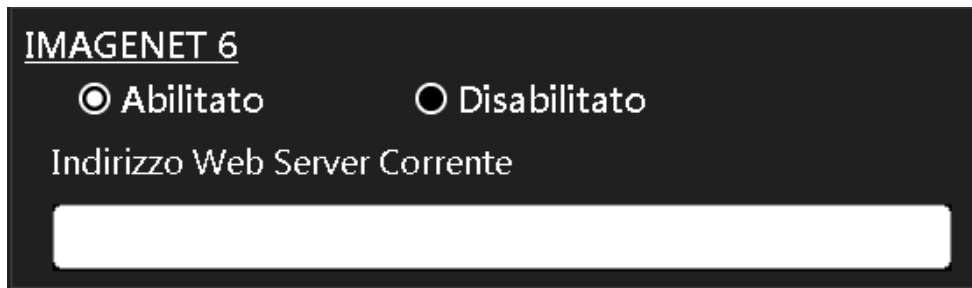 IMAGENET 6
Abilitato Disabilitato
Indirizzo Web Server Corrente